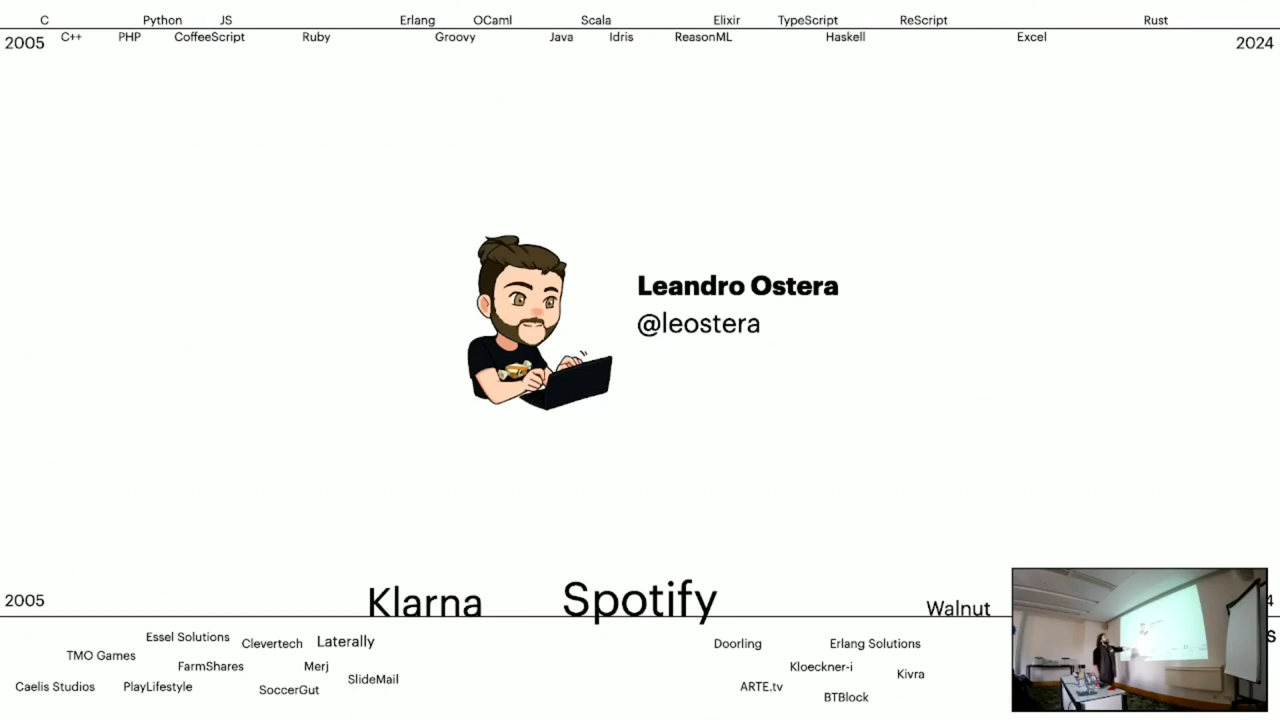 C Python JS Erlang OCaml Scala Elixir TypeScript ReScript Rust
2005 C++ PHP CoffeeScript Ruby Groovy Java Idris ReasonML Haskell Excel 2024
Leandro Ostera
@leostera
2005 Klarna Spotify Walnut 4
Essel Solutions Clevertech Laterally Doorling Erlang Solutions s
TMO Games FarmShares Merj Kloeckner-i Kivra
Caelis Studios PlayLifestyle SoccerGut SlideMail ARTE.tv BTBlock